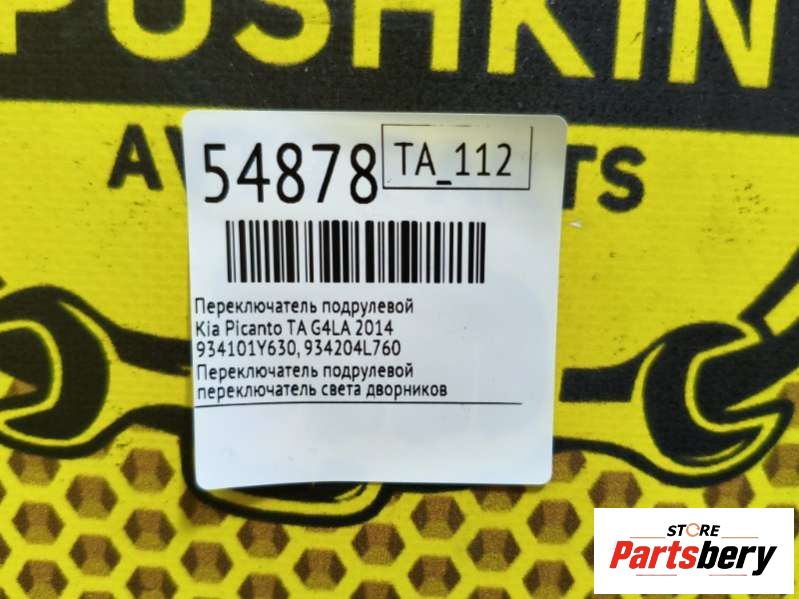 PUSHKIN
54878
TA_112
Переключатель подрулевой
Kia Picanto TA G4LA 2014
934101Y630, 934204L760
Переключатель подрулевой
переключатель света дворников
STORE
Partsbery